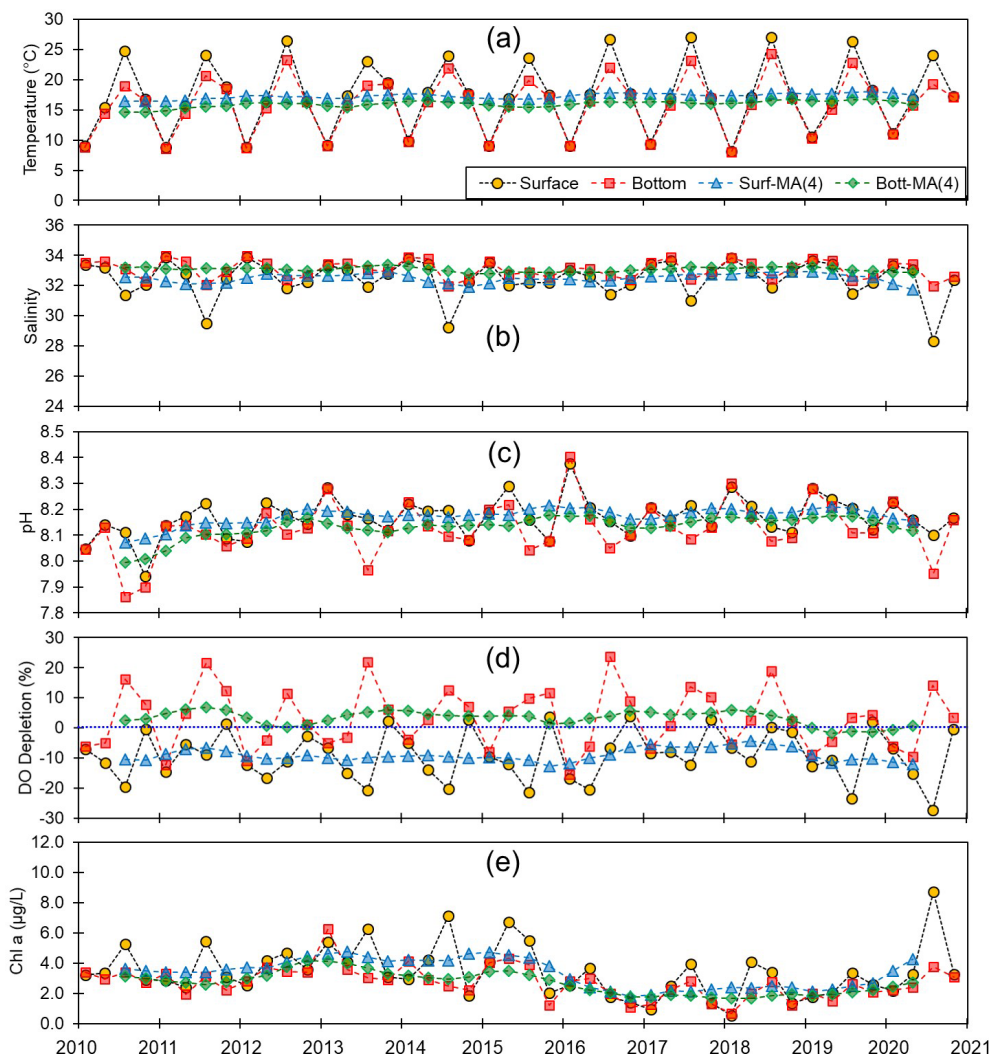 (a)
Temperature (°C)
30
25
20
15
10
5
0
Surface
Bottom
Surf-MA(4)
Bott-MA(4)
(b)
Salinity
36
34
32
30
28
26
24
(c)
pH
8.5
8.4
8.3
8.2
8.1
8.0
7.9
7.8
(d)
DO Depletion (%)
30
20
10
0
-10
-20
-30
(e)
Chl a (µg/L)
12.0
10.0
8.0
6.0
4.0
2.0
0.0
2010 2011 2012 2013 2014 2015 2016 2017 2018 2019 2020 2021